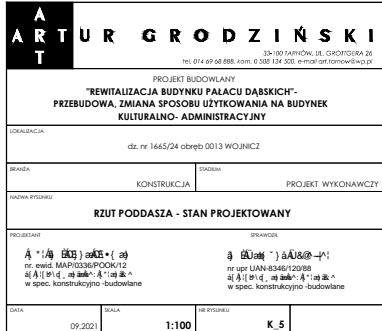 ART
ARTUR GRODZIŃSKI
33-100 TARNÓW, UL. GROTTGERA 26
tel. 014 69 68 888, kom. 0 508 134 500, e-mail art.tarnow@wp.pl
PROJEKT BUDOWLANY
"REWITALIZACJA BUDYNKU PAŁACU DĄBSKICH"-
PRZEBUDOWA, ZMIANA SPOSOBU UŻYTKOWANIA NA BUDYNEK
KULTURALNO- ADMINISTRACYJNY
LOKALIZACJA
dz. nr 1665/24 obręb 0013 WOJNICZ
BRANŻA
STADIUM
KONSTRUKCJA
PROJEKT WYKONAWCZY
NAZWA RYSUNKU
RZUT PODDASZA - STAN PROJEKTOWANY
PROJEKTANT
SPRAWDZIŁ
nr. ewid. MAP/0336/POOK/12
nr upr UAN-8346/120/88
w spec. konstrukcyjno -budowlane
w spec. konstrukcyjno -budowlane
DATA
SKALA
NR RYSUNKU
09.2021
1:100
K_5